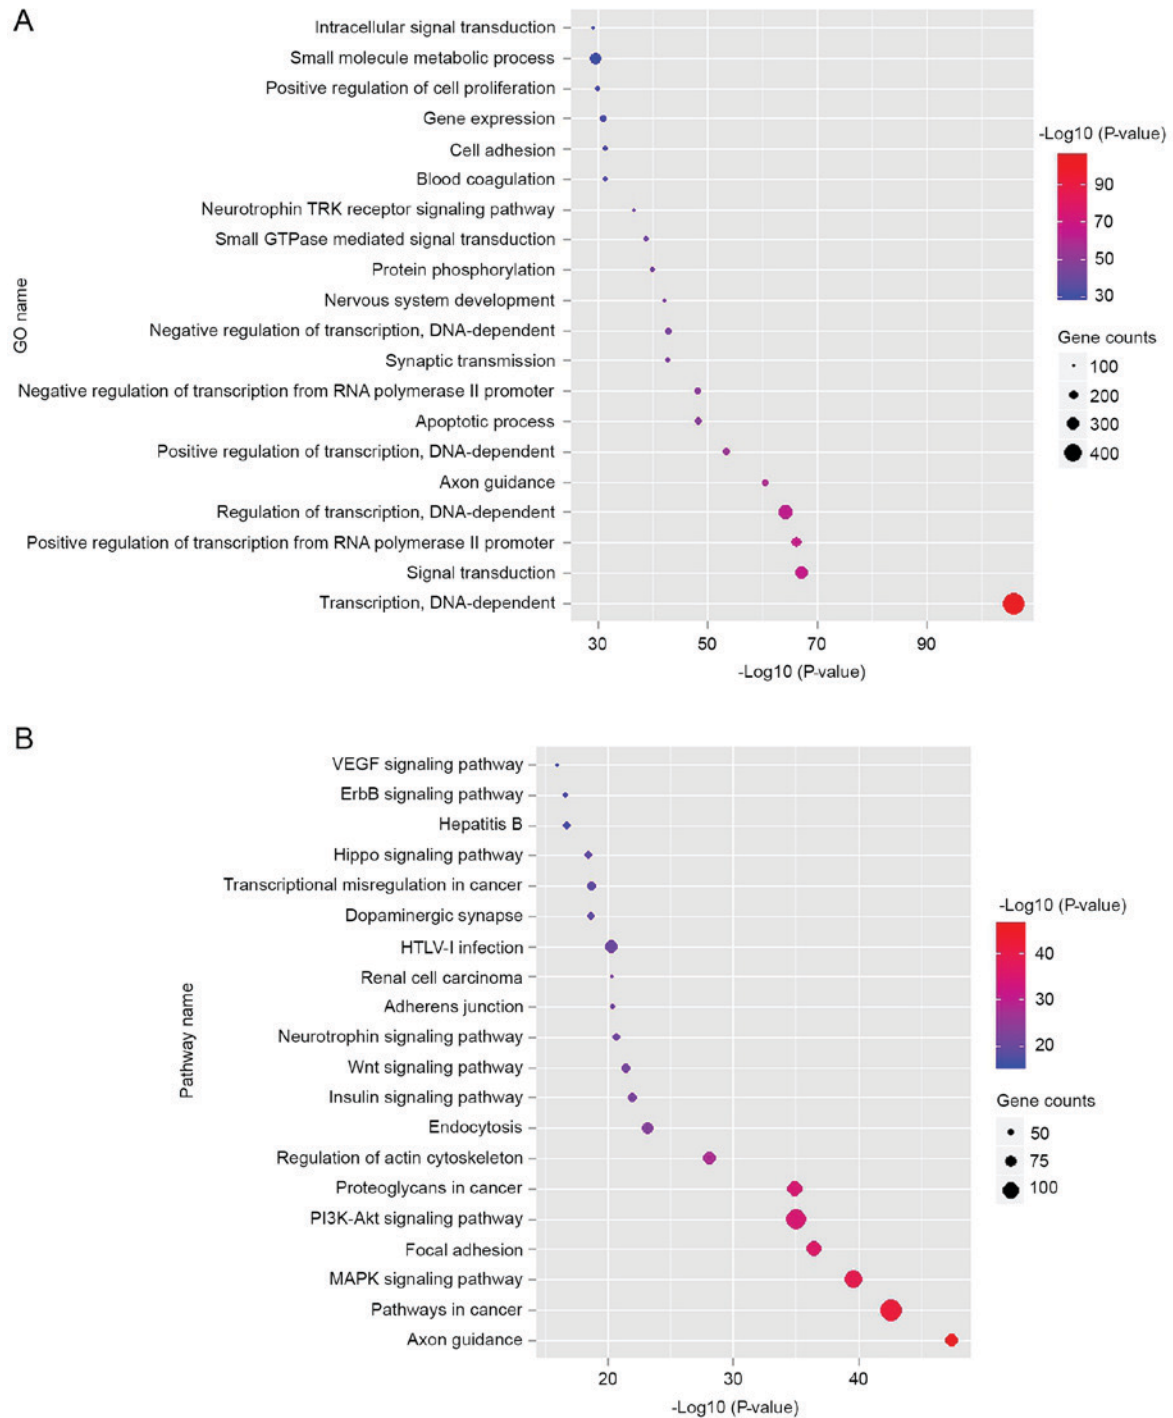 A
Intracellular signal transduction
Small molecule metabolic process
Positive regulation of cell proliferation
Gene expression
Cell adhesion
Blood coagulation
Neurotrophin TRK receptor signaling pathway
Small GTPase mediated signal transduction
Protein phosphorylation
Nervous system development
Negative regulation of transcription, DNA-dependent
Synaptic transmission
Negative regulation of transcription from RNA polymerase II promoter
Apoptotic process
Positive regulation of transcription, DNA-dependent
Axon guidance
Regulation of transcription, DNA-dependent
Positive regulation of transcription from RNA polymerase II promoter
Signal transduction
Transcription, DNA-dependent
GO name
30 50 70 90
-Log10 (P-value)
-Log10 (P-value)
90
70
50
30
Gene counts
100
200
300
400
B
VEGF signaling pathway
ErbB signaling pathway
Hepatitis B
Hippo signaling pathway
Transcriptional misregulation in cancer
Dopaminergic synapse
HTLV-I infection
Renal cell carcinoma
Adherens junction
Neurotrophin signaling pathway
Wnt signaling pathway
Insulin signaling pathway
Endocytosis
Regulation of actin cytoskeleton
Proteoglycans in cancer
PI3K-Akt signaling pathway
Focal adhesion
MAPK signaling pathway
Pathways in cancer
Axon guidance
Pathway name
20 30 40
-Log10 (P-value)
-Log10 (P-value)
40
30
20
Gene counts
50
75
100